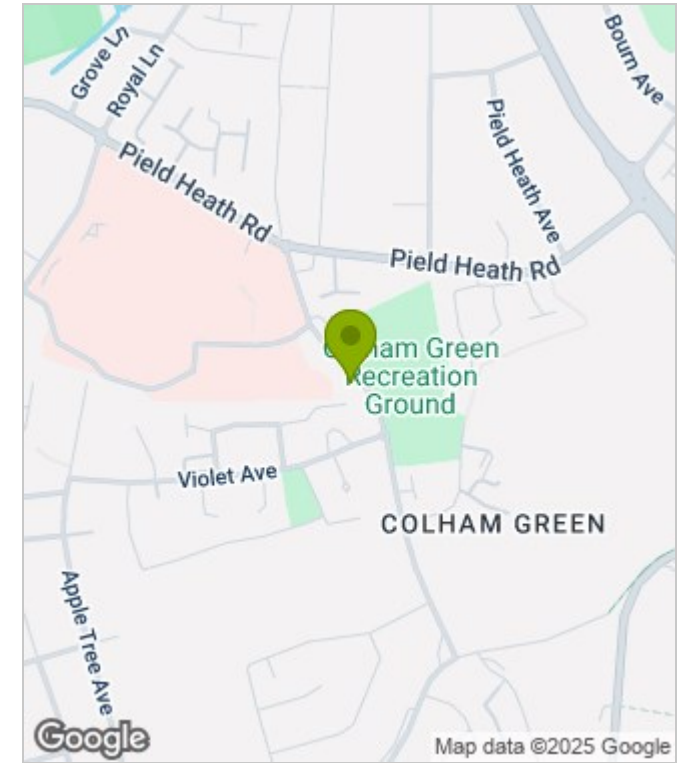 Grove Ln
Royal Ln
Bourn Ave
Pield Heath Rd
Pield Heath Ave
Pield Heath Rd
Colham Green
Recreation
Ground
Violet Ave
COLHAM GREEN
Apple Tree Ave
Google
Map data ©2025 Google